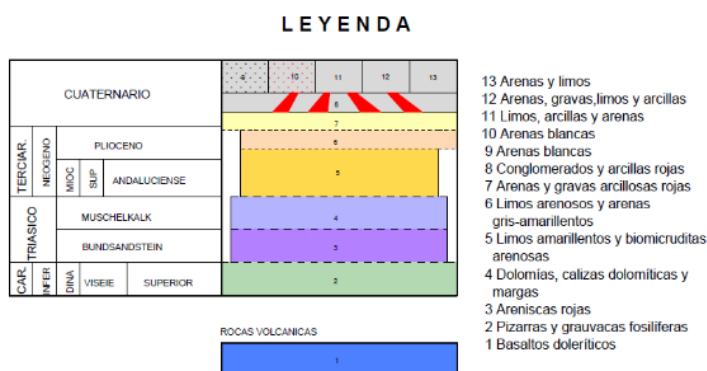 LEYENDA
9 10 11 12 13
CUATERNARIO
8
7
TERCIAR.
NEOGENO
PLIOCENO
6
MIOC
SUP
ANDALUCIENSE
5
TRIASICO
MUSCHELKALK
4
BUNDSANDSTEIN
3
CAR.
INFER
DINA
VISEIE
SUPERIOR
2
ROCAS VOLCANICAS
1
13 Arenas y limos
12 Arenas, gravas,limos y arcillas
11 Limos, arcillas y arenas
10 Arenas blancas
9 Arenas blancas
8 Conglomerados y arcillas rojas
7 Arenas y gravas arcillosas rojas
6 Limos arenosos y arenas
gris-amarillentos
5 Limos amarillentos y biomicruditas
arenosas
4 Dolomías, calizas dolomíticas y
margas
3 Areniscas rojas
2 Pizarras y grauvacas fosilíferas
1 Basaltos doleríticos